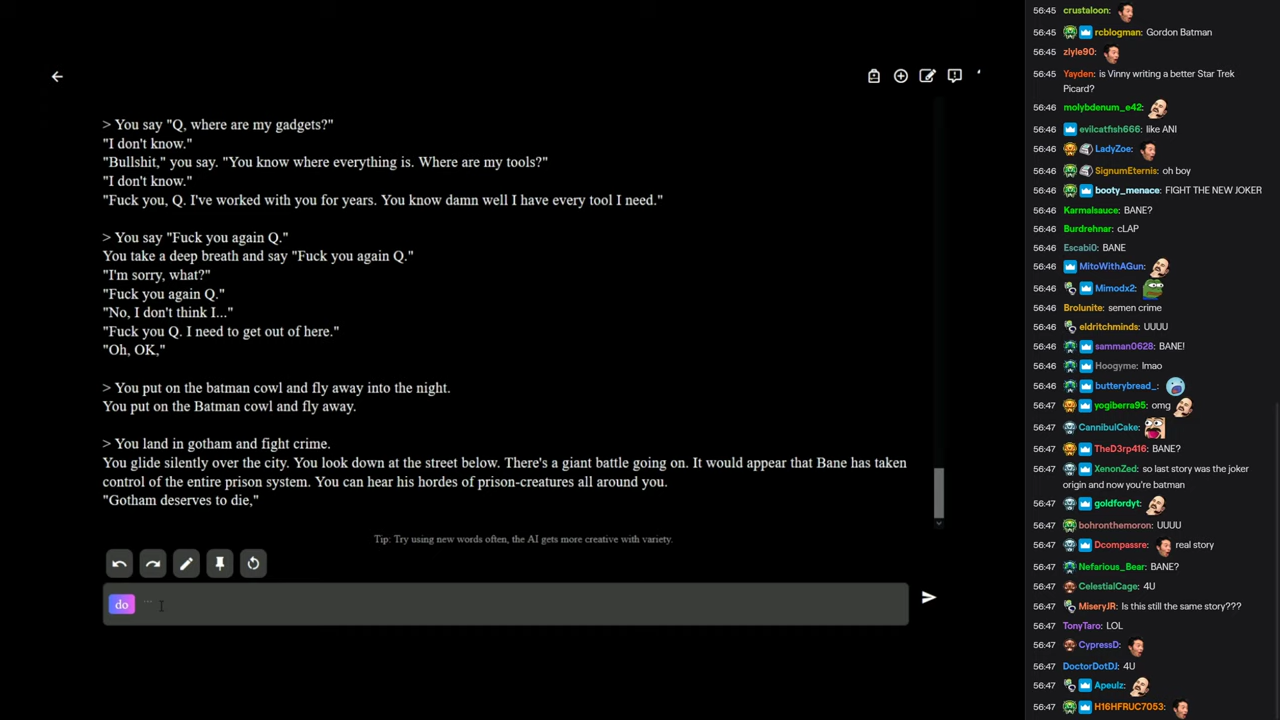 > You say "Q, where are my gadgets?"
"I don't know."
"Bullshit," you say. "You know where everything is. Where are my tools?"
"I don't know."
"Fuck you, Q. I've worked with you for years. You know damn well I have every tool I need."
> You say "Fuck you again Q."
You take a deep breath and say "Fuck you again Q."
"I'm sorry, what?"
"Fuck you again Q."
"No, I don't think I..."
"Fuck you Q. I need to get out of here."
"Oh, OK,"
> You put on the batman cowl and fly away into the night.
You put on the Batman cowl and fly away.
> You land in gotham and fight crime.
You glide silently over the city. You look down at the street below. There's a giant battle going on. It would appear that Bane has taken
control of the entire prison system. You can hear his hordes of prison-creatures all around you.
"Gotham deserves to die,"
Tip: Try using new words often, the AI gets more creative with variety.
do ...
56:45 crustaloon:
56:45 rcblogman: Gordon Batman
56:45 zlyle90:
56:45 Yayden: is Vinny writing a better Star Trek
Picard?
56:46 molybdenum_e42:
56:46 evilcatfish666: like ANI
56:46 LadyZoe:
56:46 SignumEternis: oh boy
56:46 booty_menace: FIGHT THE NEW JOKER
56:46 Karmalsauce: BANE?
56:46 Burdrehnar: cLAP
56:46 Escabi0: BANE
56:46 MitoWithAGun:
56:46 Mimodx2:
56:46 Brolunite: semen crime
56:46 eldritchminds: UUUU
56:46 samman0628: BANE!
56:46 Hoogyme: lmao
56:46 butterybread_:
56:47 yogiberra95: omg
56:47 CannibulCake:
56:47 TheD3rp416: BANE?
56:47 XenonZed: so last story was the joker
origin and now you're batman
56:47 goldfordyt:
56:47 bohronthemoron: UUUU
56:47 Dcompassre: real story
56:47 Nefarious_Bear: BANE?
56:47 CelestialCage: 4U
56:47 MiseryJR: Is this still the same story???
56:47 TonyTaro: LOL
56:47 CypressD:
56:47 DoctorDotDJ: 4U
56:47 Apeulz:
56:47 H16HFRUC7053: